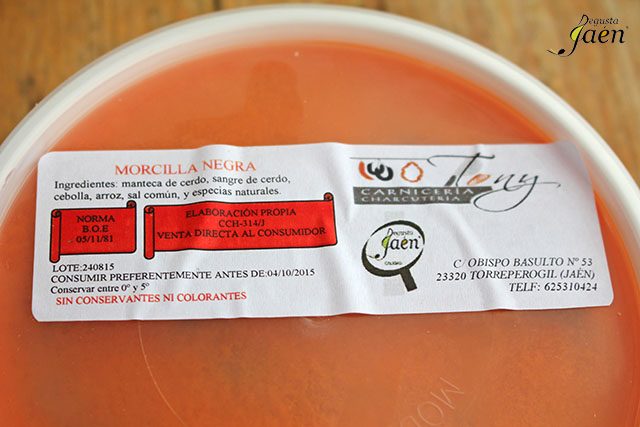 Degusta
Jaén
MORCILLA NEGRA
Ingredientes: manteca de cerdo, sangre de cerdo,
cebolla, arroz, sal común, y especias naturales.
NORMA
B.O.E
05/11/81
ELABORACIÓN PROPIA
CCH-314/J
VENTA DIRECTA AL CONSUMIDOR
LOTE:240815
CONSUMIR PREFERENTEMENTE ANTES DE:04/10/2015
Conservar entre 0º y 5º
SIN CONSERVANTES NI COLORANTES
Tony
CARNICERÍA
CHARCUTERÍA
Degusta
Jaén
CALIDAD
C/ OBISPO BASULTO Nº 53
23320 TORREPEROGIL (JAÉN)
TELF: 625310424